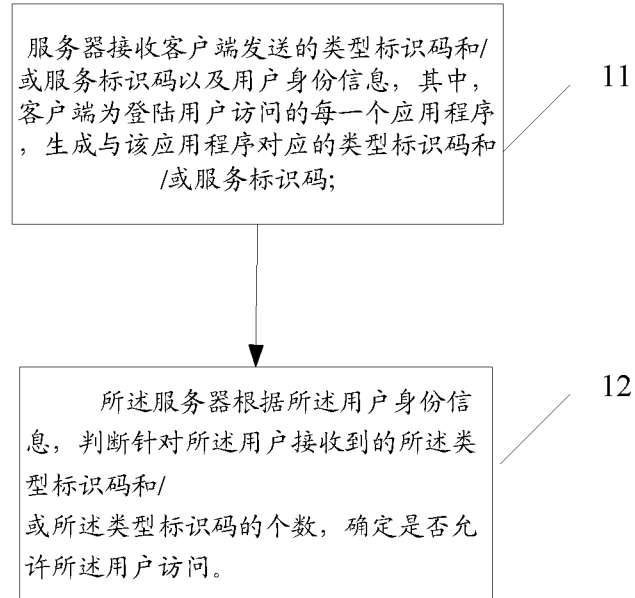 服务器接收客户端发送的类型标识码和/
或服务标识码以及用户身份信息，其中，
客户端为登陆用户访问的每一个应用程序
，生成与该应用程序对应的类型标识码和
/或服务标识码;
11
所述服务器根据所述用户身份信
息，判断针对所述用户接收到的所述类
型标识码和/
或所述类型标识码的个数，确定是否允
许所述用户访问。
12